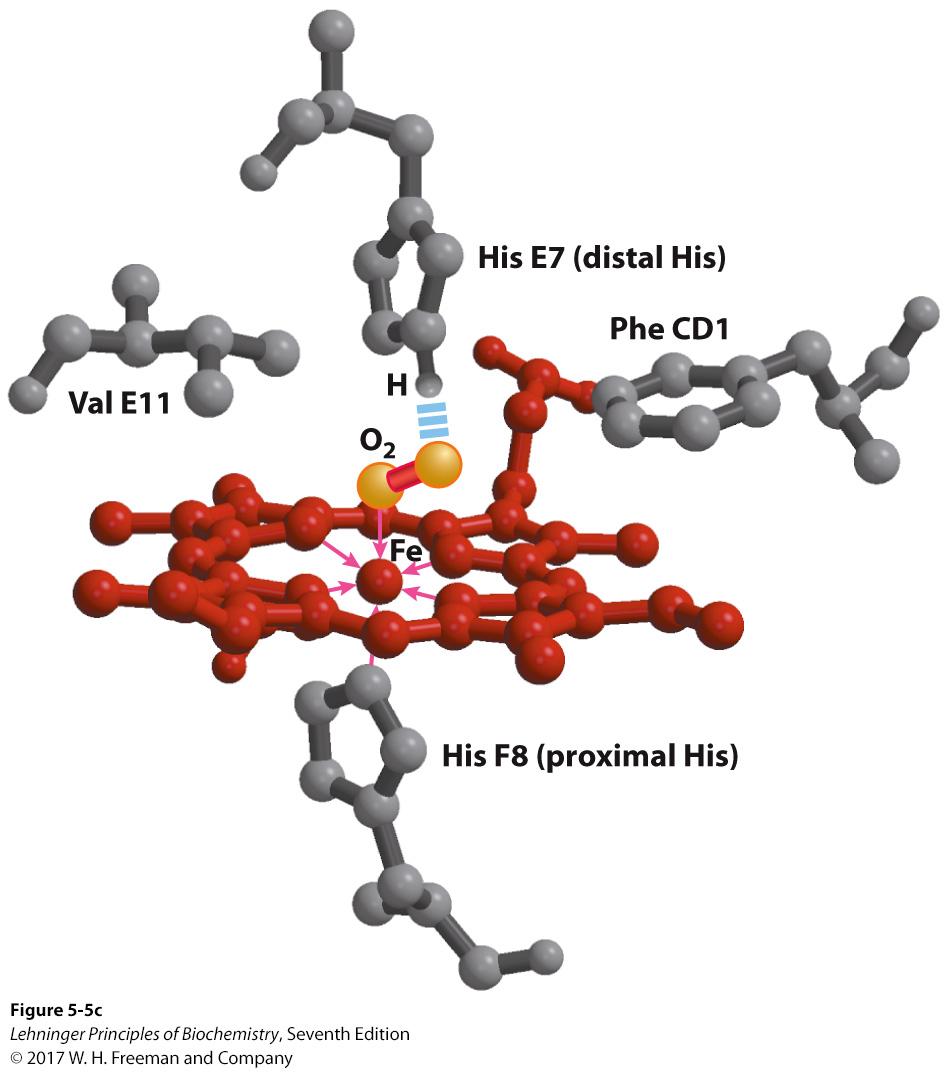 His E7 (distal His)
Phe CD1
Val E11
H
O₂
Fe
His F8 (proximal His)
Figure 5-5c
Lehninger Principles of Biochemistry, Seventh Edition
© 2017 W. H. Freeman and Company